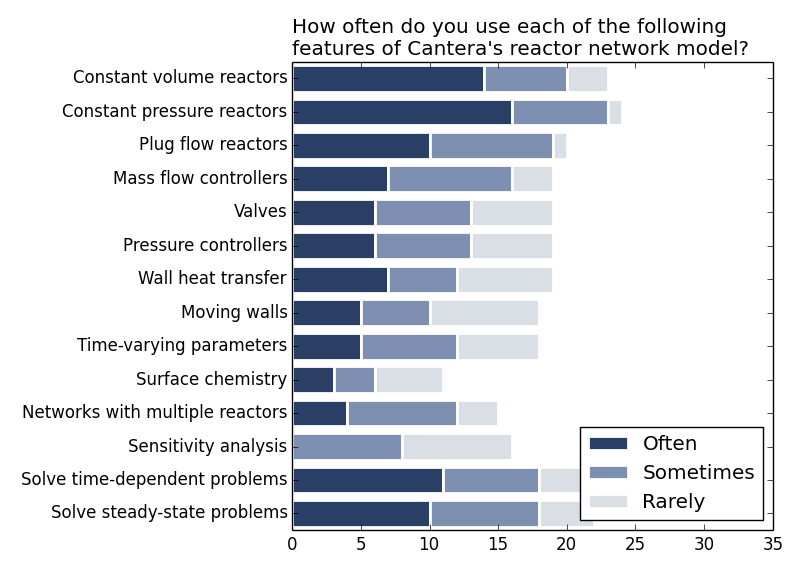 How often do you use each of the following
features of Cantera's reactor network model?
Constant volume reactors
Constant pressure reactors
Plug flow reactors
Mass flow controllers
Valves
Pressure controllers
Wall heat transfer
Moving walls
Time-varying parameters
Surface chemistry
Networks with multiple reactors
Sensitivity analysis
Solve time-dependent problems
Solve steady-state problems
Often
Sometimes
Rarely
0 5 10 15 20 25 30 35